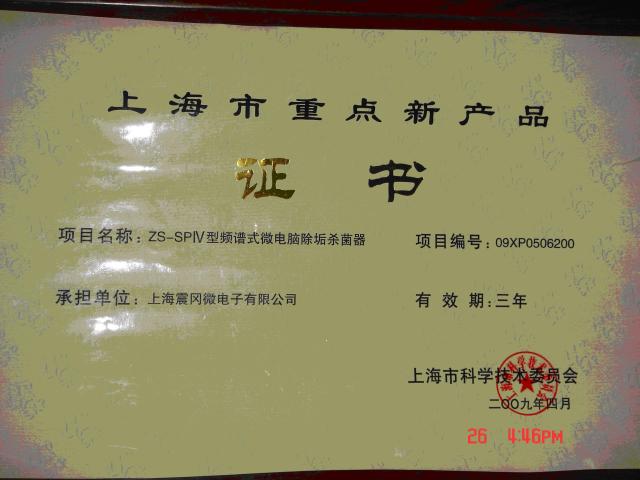 上海市重点新产品
证 书
项目名称：ZS-SPⅣ型频谱式微电脑除垢杀菌器 项目编号：09XP0506200
承担单位：上海震冈微电子有限公司 有 效 期：三年
上海市科学技术委员会
二〇〇九年四月
26 4:46PM